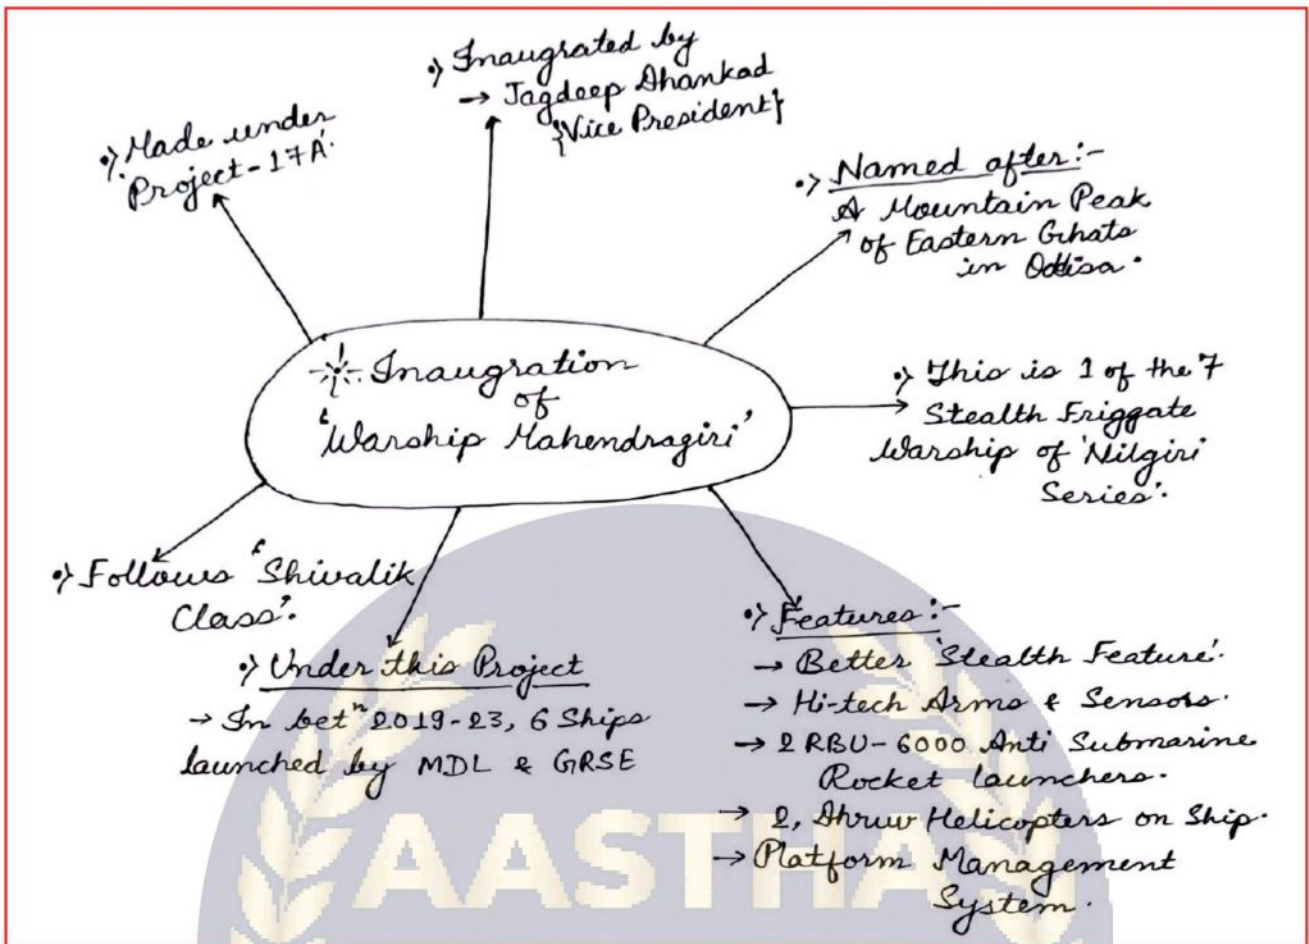 •› Inaugrated by
→ Jagdeep Dhankad
{Vice President}
•› Made under
Project-17A'.
•› Named after:-
A Mountain Peak
of Eastern Ghats
in Odisa.
-※- Inaugration
of
'Warship Mahendragiri'
•› This is 1 of the 7
Stealth Friggate
Warship of 'Nilgiri
Series'.
•› Follows 'Shivalik
Class'.
•› Under this Project
→ In betⁿ 2019-23, 6 Ships
launched by MDL & GRSE
•› Features:-
→ Better 'Stealth Feature'.
→ Hi-tech Arms & Sensors.
→ 2 RBU-6000 Anti Submarine
Rocket launchers.
→ 2, Dhruv Helicopters on Ship.
→ Platform Management
System.
AASTHA